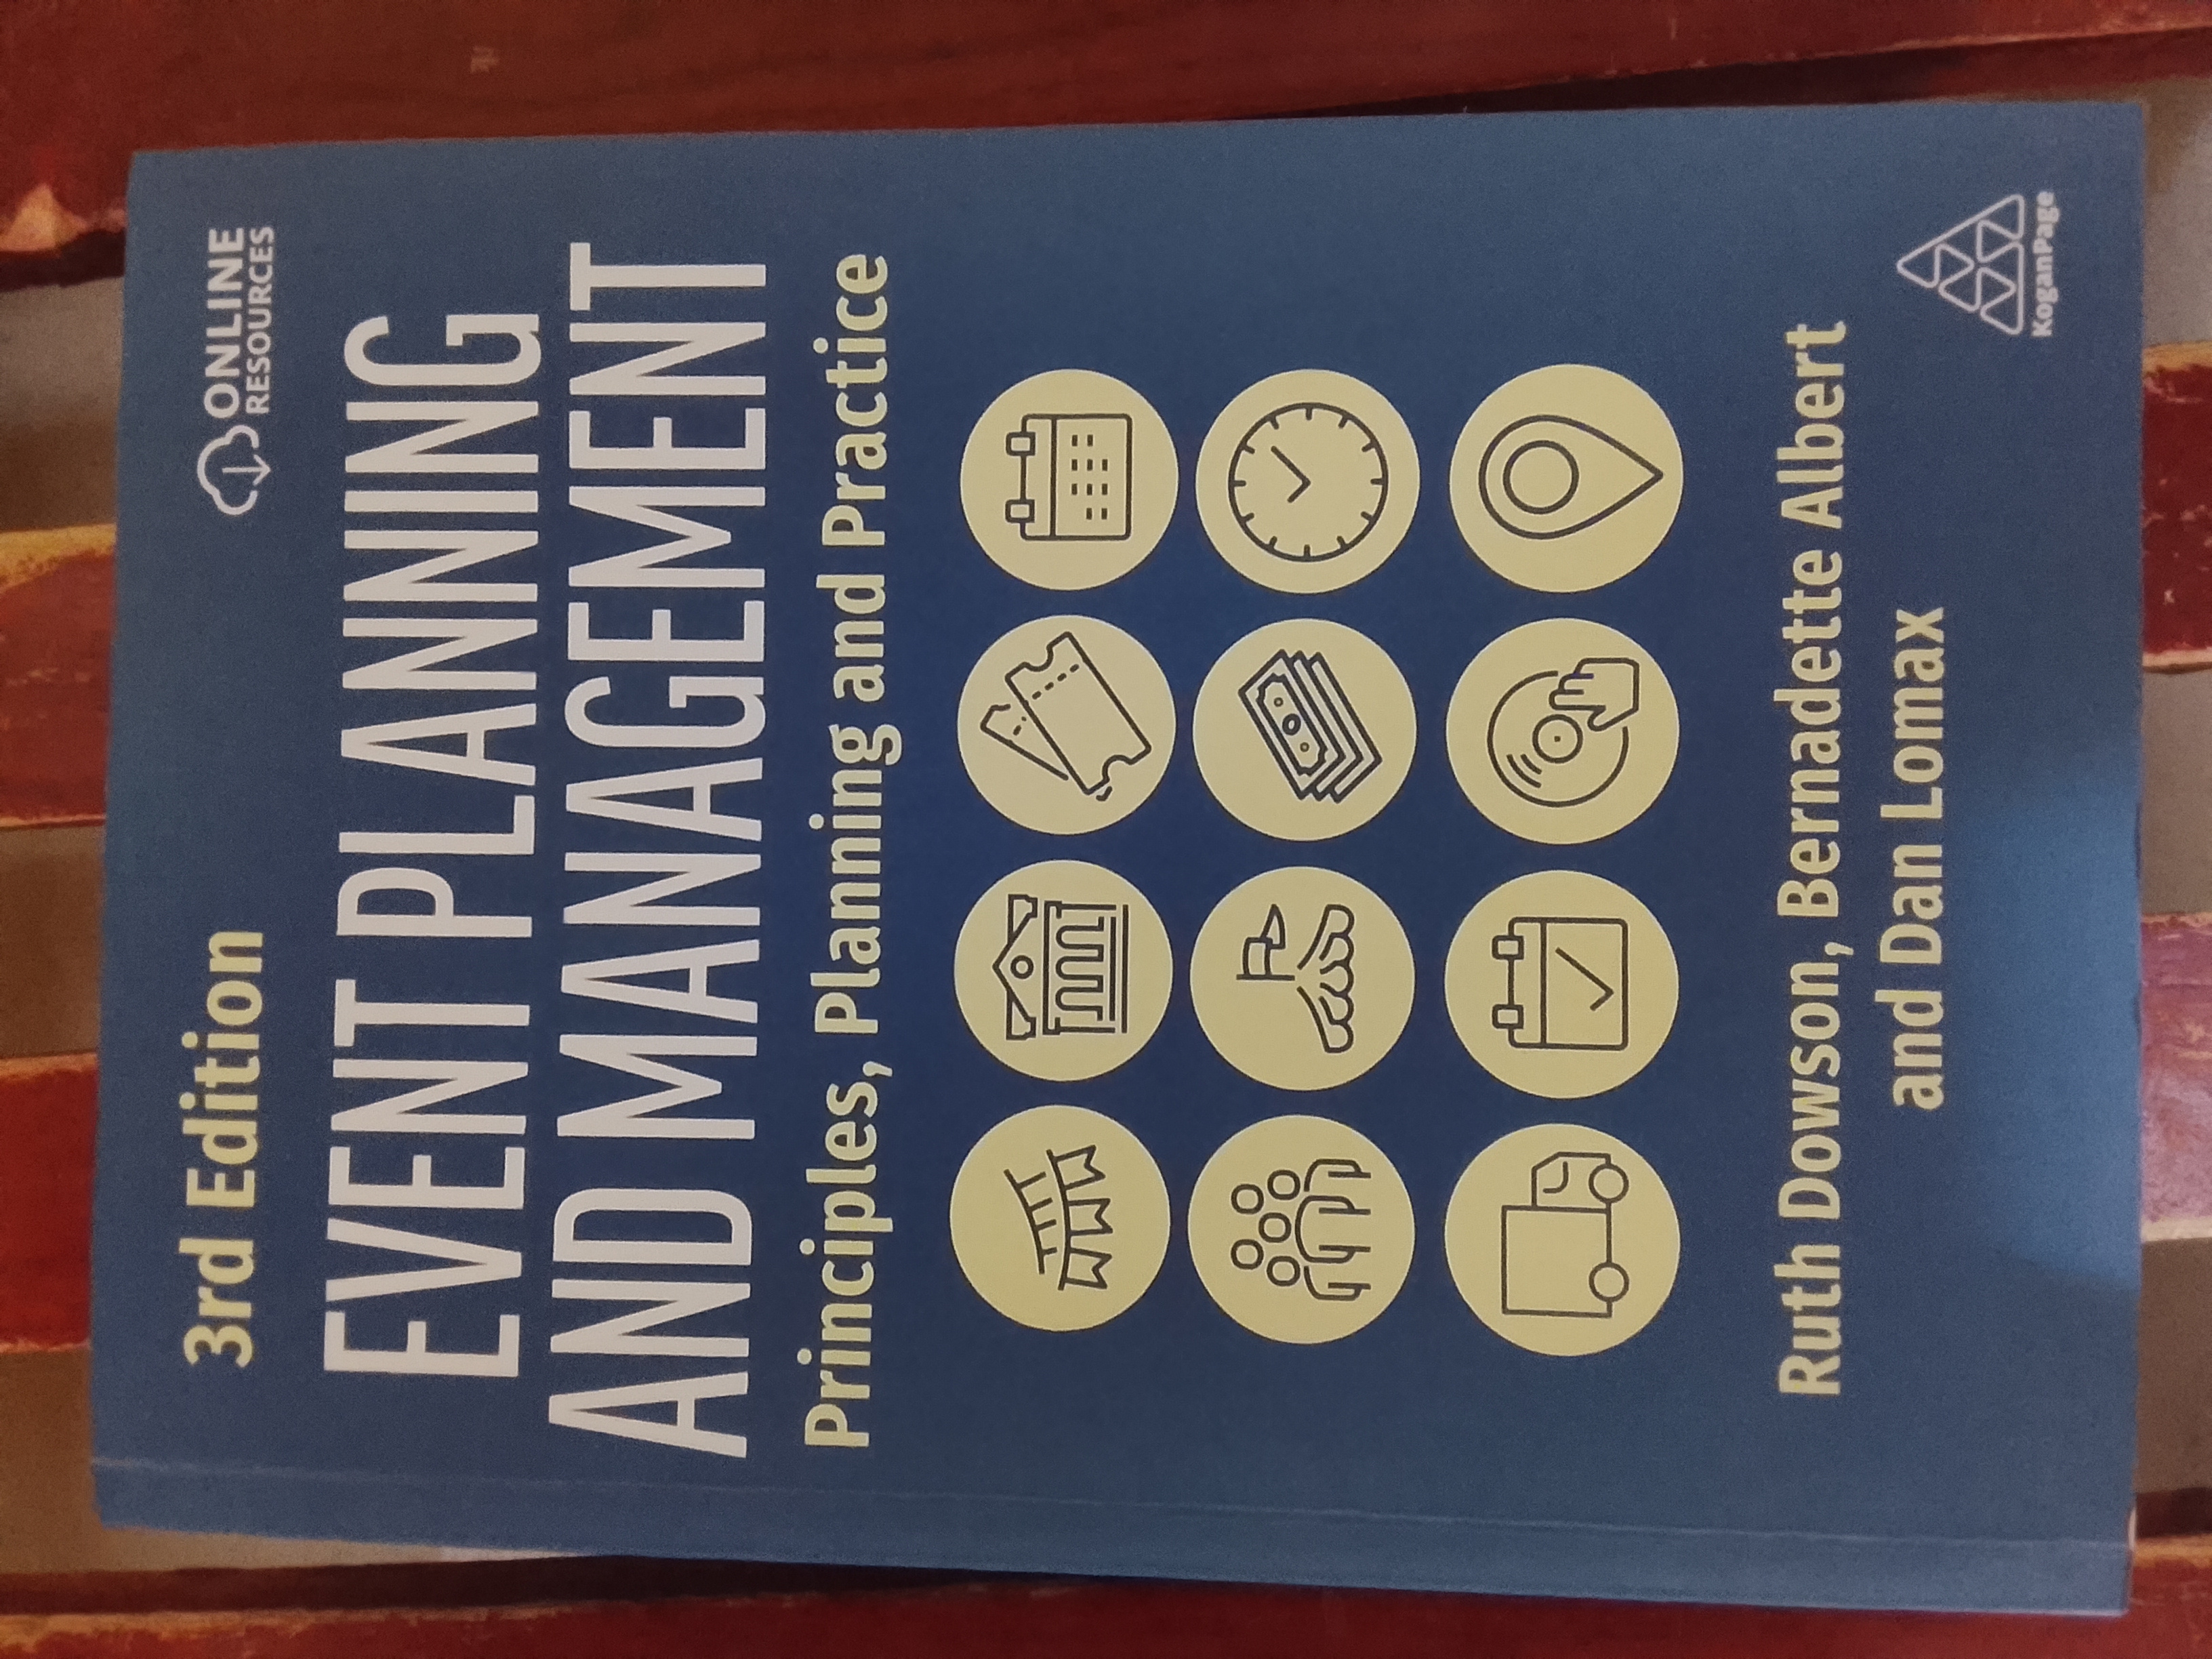 3rd Edition
ONLINE
RESOURCES
EVENT PLANNING
AND MANAGEMENT
Principles, Planning and Practice
Ruth Dowson, Bernadette Albert
and Dan Lomax
KoganPage